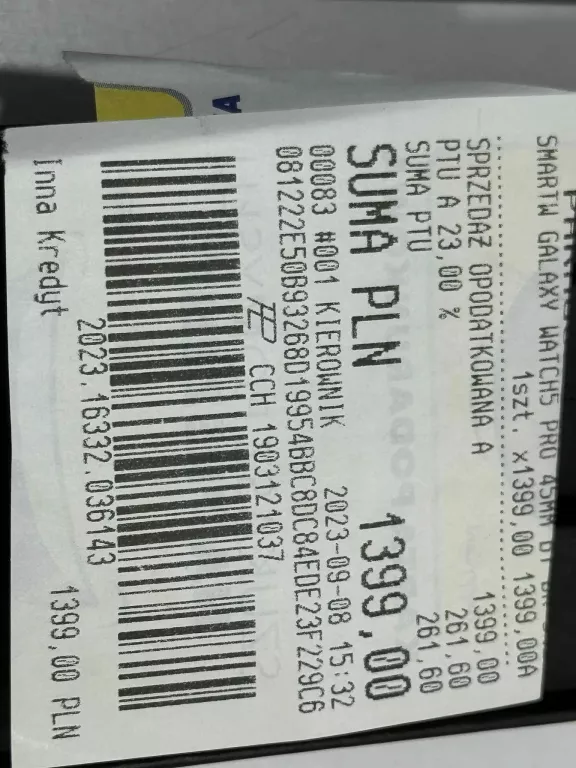 SMARTW GALAXY WATCH5 PRO 45MM BT
1szt. x1399,00 1399,00A
SPRZEDAŻ OPODATKOWANA A 1399,00
PTU A 23,00 % 261,60
SUMA PTU 261,60
SUMA PLN 1399,00
00083 #001 KIEROWNIK 2023-09-08 15:32
081222E50B93268D19954BBC8DC84EDE23F229C6
CCH 1903121037
2023.16332.036143
Inna Kredyt 1399,00 PLN